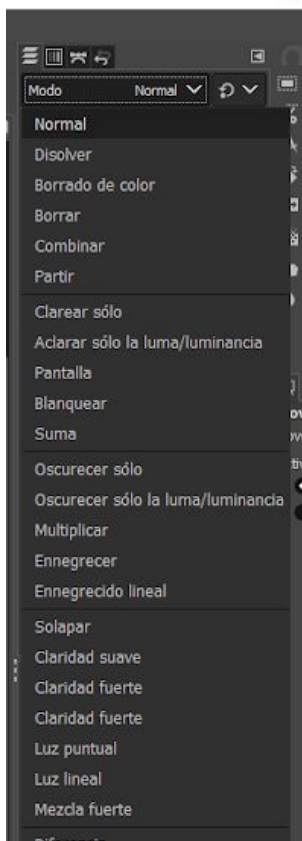 Modo Normal
Normal
Disolver
Borrado de color
Borrar
Combinar
Partir
Clarear sólo
Aclarar sólo la luma/luminancia
Pantalla
Blanquear
Suma
Oscurecer sólo
Oscurecer sólo la luma/luminancia
Multiplicar
Ennegrecer
Ennegrecido lineal
Solapar
Claridad suave
Claridad fuerte
Claridad fuerte
Luz puntual
Luz lineal
Mezcla fuerte